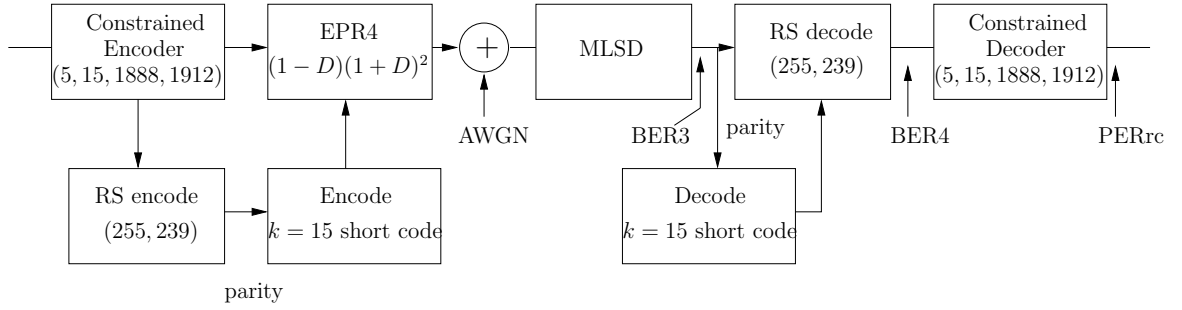 Constrained
Encoder
(5, 15, 1888, 1912)
EPR4
(1 − D)(1 + D)²
+
AWGN
MLSD
BER3
parity
RS decode
(255, 239)
BER4
Constrained
Decoder
(5, 15, 1888, 1912)
PERrc
RS encode
(255, 239)
parity
Encode
k = 15 short code
Decode
k = 15 short code